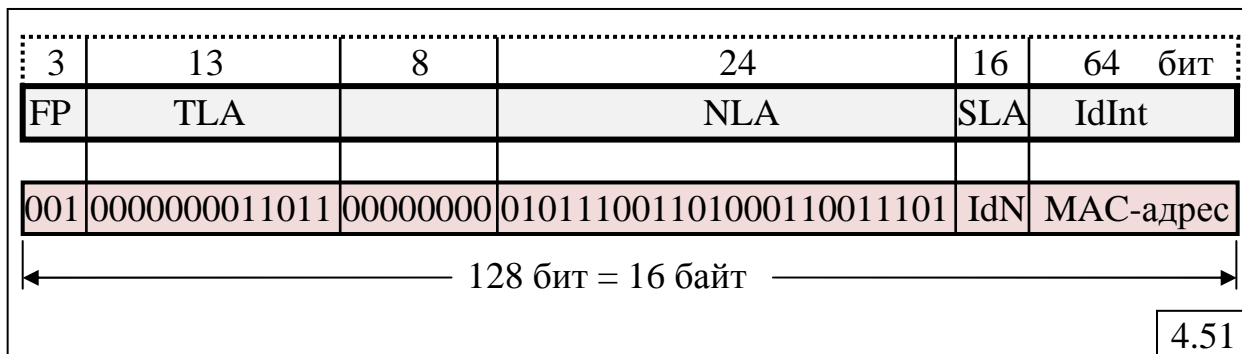 3 13 8 24 16 64 бит
FP TLA NLA SLA IdInt
001 0000000011011 00000000 010111001101000110011101 IdN MAC-адрес
128 бит = 16 байт
4.51